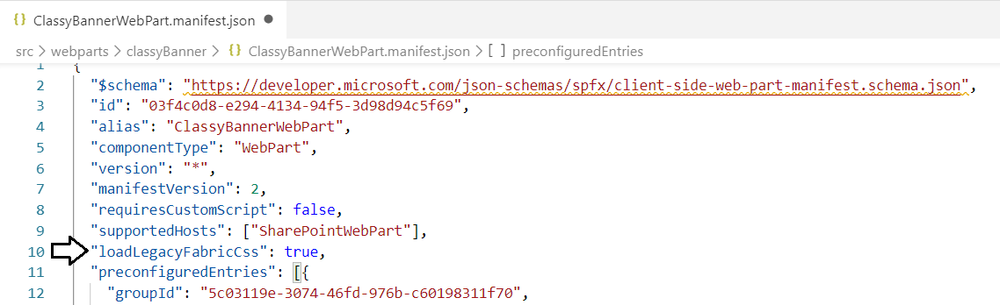 {} ClassyBannerWebPart.manifest.json ●
src > webparts > classyBanner > {} ClassyBannerWebPart.manifest.json > [ ] preconfiguredEntries
1 {
2 "$schema": "https://developer.microsoft.com/json-schemas/spfx/client-side-web-part-manifest.schema.json",
3 "id": "03f4c0d8-e294-4134-94f5-3d98d94c5f69",
4 "alias": "ClassyBannerWebPart",
5 "componentType": "WebPart",
6 "version": "*",
7 "manifestVersion": 2,
8 "requiresCustomScript": false,
9 "supportedHosts": ["SharePointWebPart"],
10 "loadLegacyFabricCss": true,
11 "preconfiguredEntries": [{
12 "groupId": "5c03119e-3074-46fd-976b-c60198311f70",